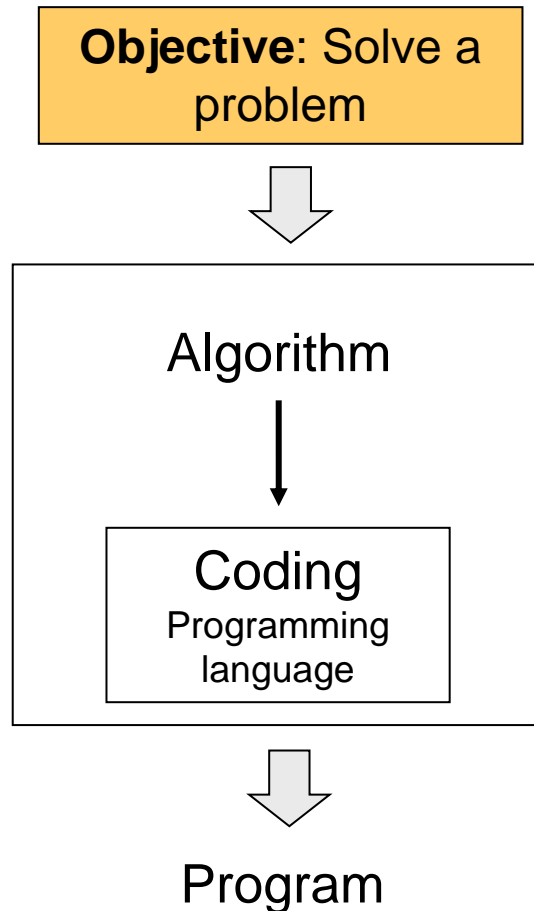 Objective: Solve a
problem
Algorithm
Coding
Programming
language
Program